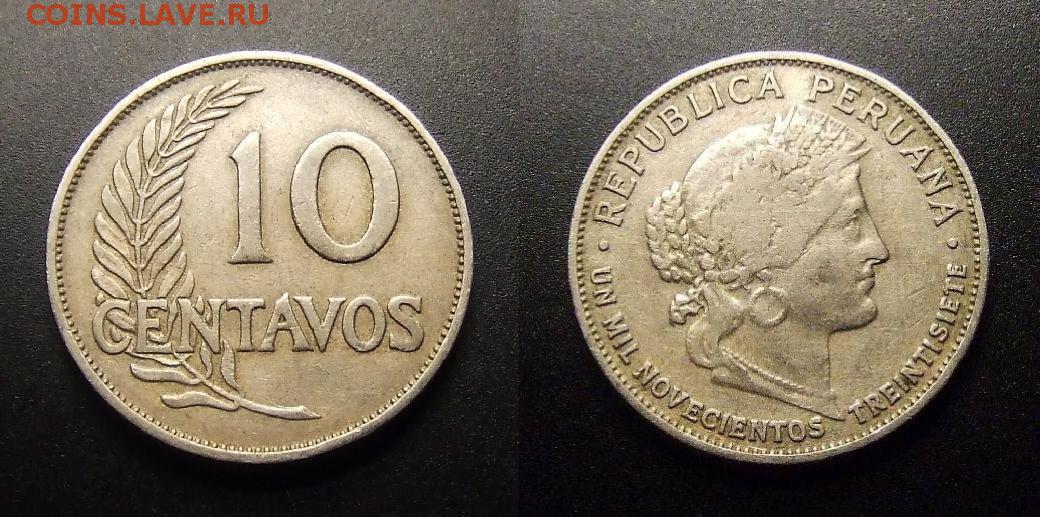 COINS.LAVE.RU
10
CENTAVOS
· REPUBLICA PERUANA ·
UN MIL NOVECIENTOS TREINTISIETE